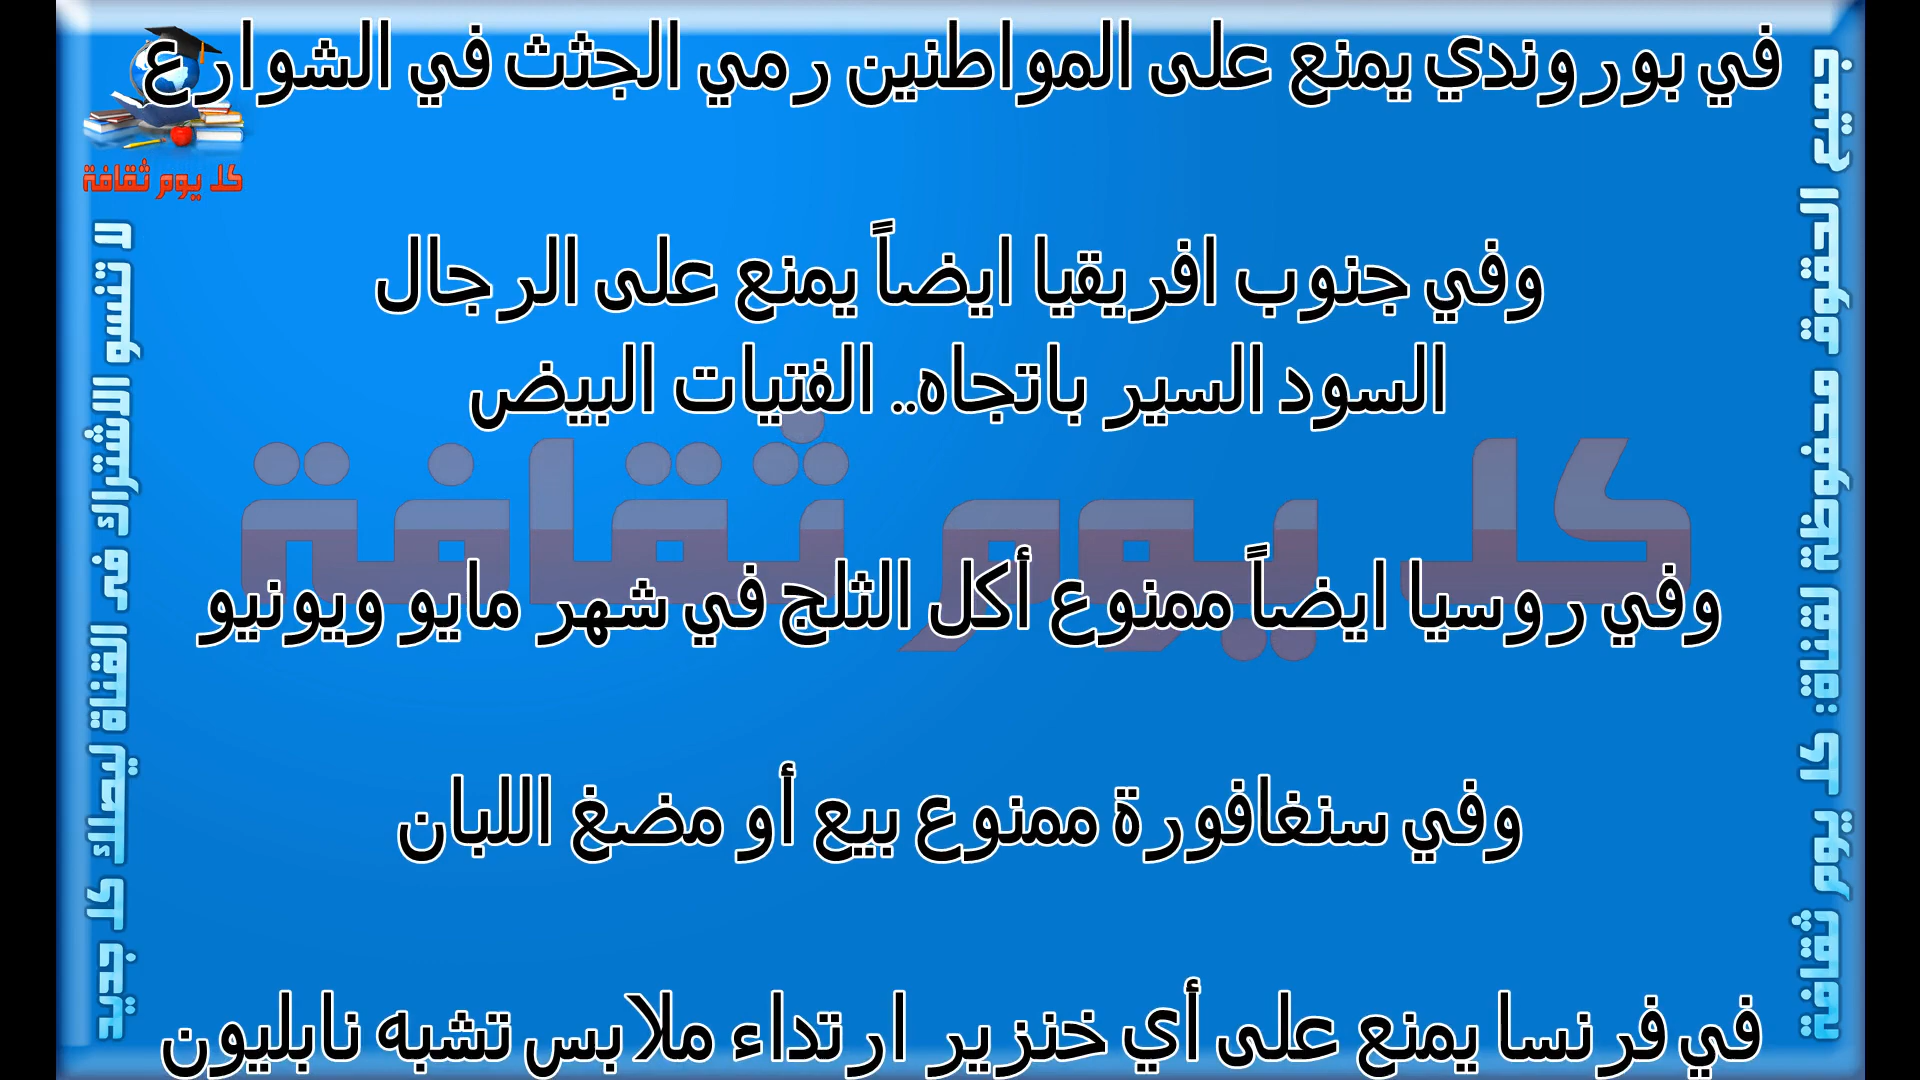 في بوروندي يمنع على المواطنين رمي الجثث في الشوارع
كل يوم ثقافة
وفي جنوب افريقيا ايضاً يمنع على الرجال
السود السير باتجاه.. الفتيات البيض
كل يوم ثقافة
وفي روسيا ايضاً ممنوع أكل الثلج في شهر مايو ويونيو
وفي سنغافورة ممنوع بيع أو مضغ اللبان
في فرنسا يمنع على أي خنزير ارتداء ملابس تشبه نابليون
جميع الحقوق محفوظة لقناة: كل يوم ثقافة
لا تنسو الاشتراك فى القناة ليصلك كل جديد